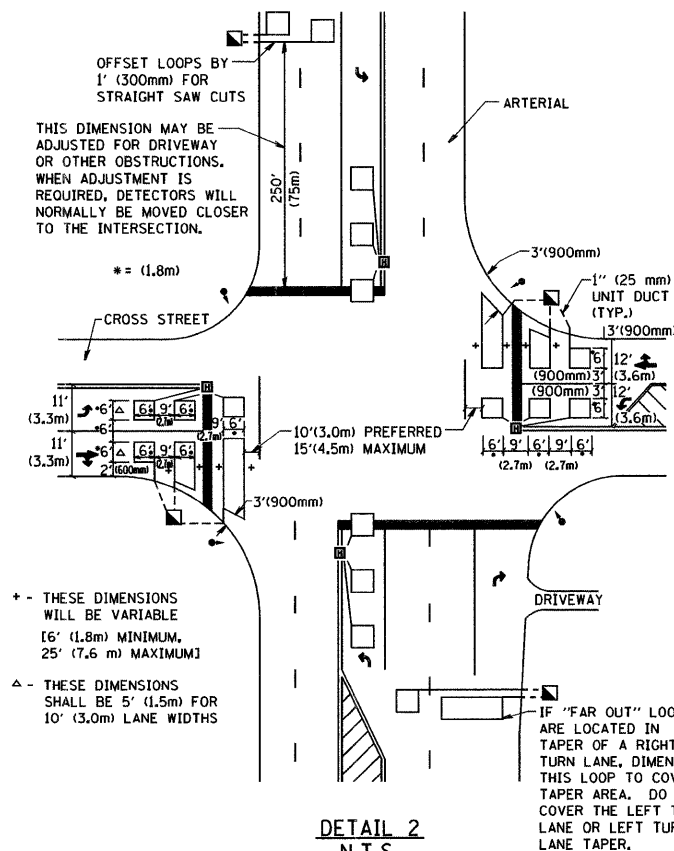 OFFSET LOOPS BY
1' (300mm) FOR
STRAIGHT SAW CUTS
THIS DIMENSION MAY BE
ADJUSTED FOR DRIVEWAY
OR OTHER OBSTRUCTIONS.
WHEN ADJUSTMENT IS
REQUIRED, DETECTORS WILL
NORMALLY BE MOVED CLOSER
TO THE INTERSECTION.
250'
(75m)
* = (1.8m)
ARTERIAL
3'(900mm)
1" (25 mm)
UNIT DUCT
(TYP.)
3'(900mm)
CROSS STREET
H
6' 12'
(900mm) 3' (3.6m)
(900mm) 3' 12'
6' (3.6m)
H
6' 9' 6' 9' 6'
(2.7m) (2.7m)
11'
(3.3m)
*6' △ 6' 9' 6'
(2.7m)
*6'
9' 6'
(2.7m)
11'
(3.3m)
*6' △ 6' 9' 6'
(2.7m)
2' (600mm)
10'(3.0m) PREFERRED
15'(4.5m) MAXIMUM
3'(900mm)
H
H
+ - THESE DIMENSIONS
WILL BE VARIABLE
[6' (1.8m) MINIMUM,
25' (7.6 m) MAXIMUM]
△ - THESE DIMENSIONS
SHALL BE 5' (1.5m) FOR
10' (3.0m) LANE WIDTHS
DRIVEWAY
IF "FAR OUT" LOO
ARE LOCATED IN
TAPER OF A RIGHT
TURN LANE, DIMEN
THIS LOOP TO COV
TAPER AREA. DO
COVER THE LEFT T
LANE OR LEFT TUR
LANE TAPER.
DETAIL 2
N.T.S.